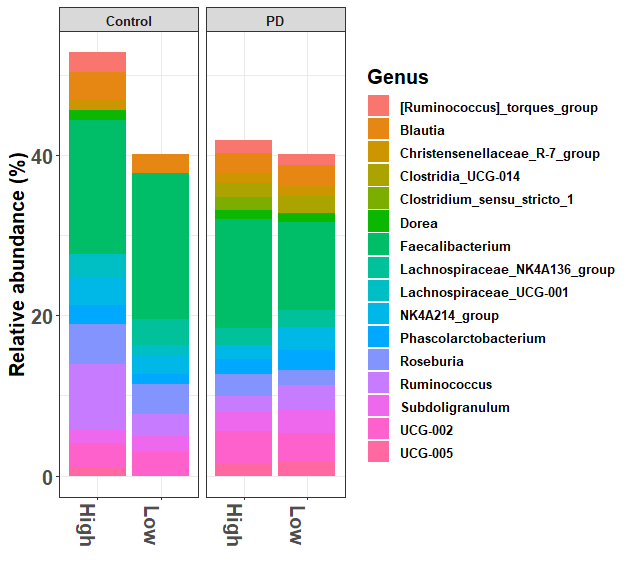 Control
PD
Relative abundance (%)
40
20
0
High
Low
High
Low
Genus
[Ruminococcus]_torques_group
Blautia
Christensenellaceae_R-7_group
Clostridia_UCG-014
Clostridium_sensu_stricto_1
Dorea
Faecalibacterium
Lachnospiraceae_NK4A136_group
Lachnospiraceae_UCG-001
NK4A214_group
Phascolarctobacterium
Roseburia
Ruminococcus
Subdoligranulum
UCG-002
UCG-005